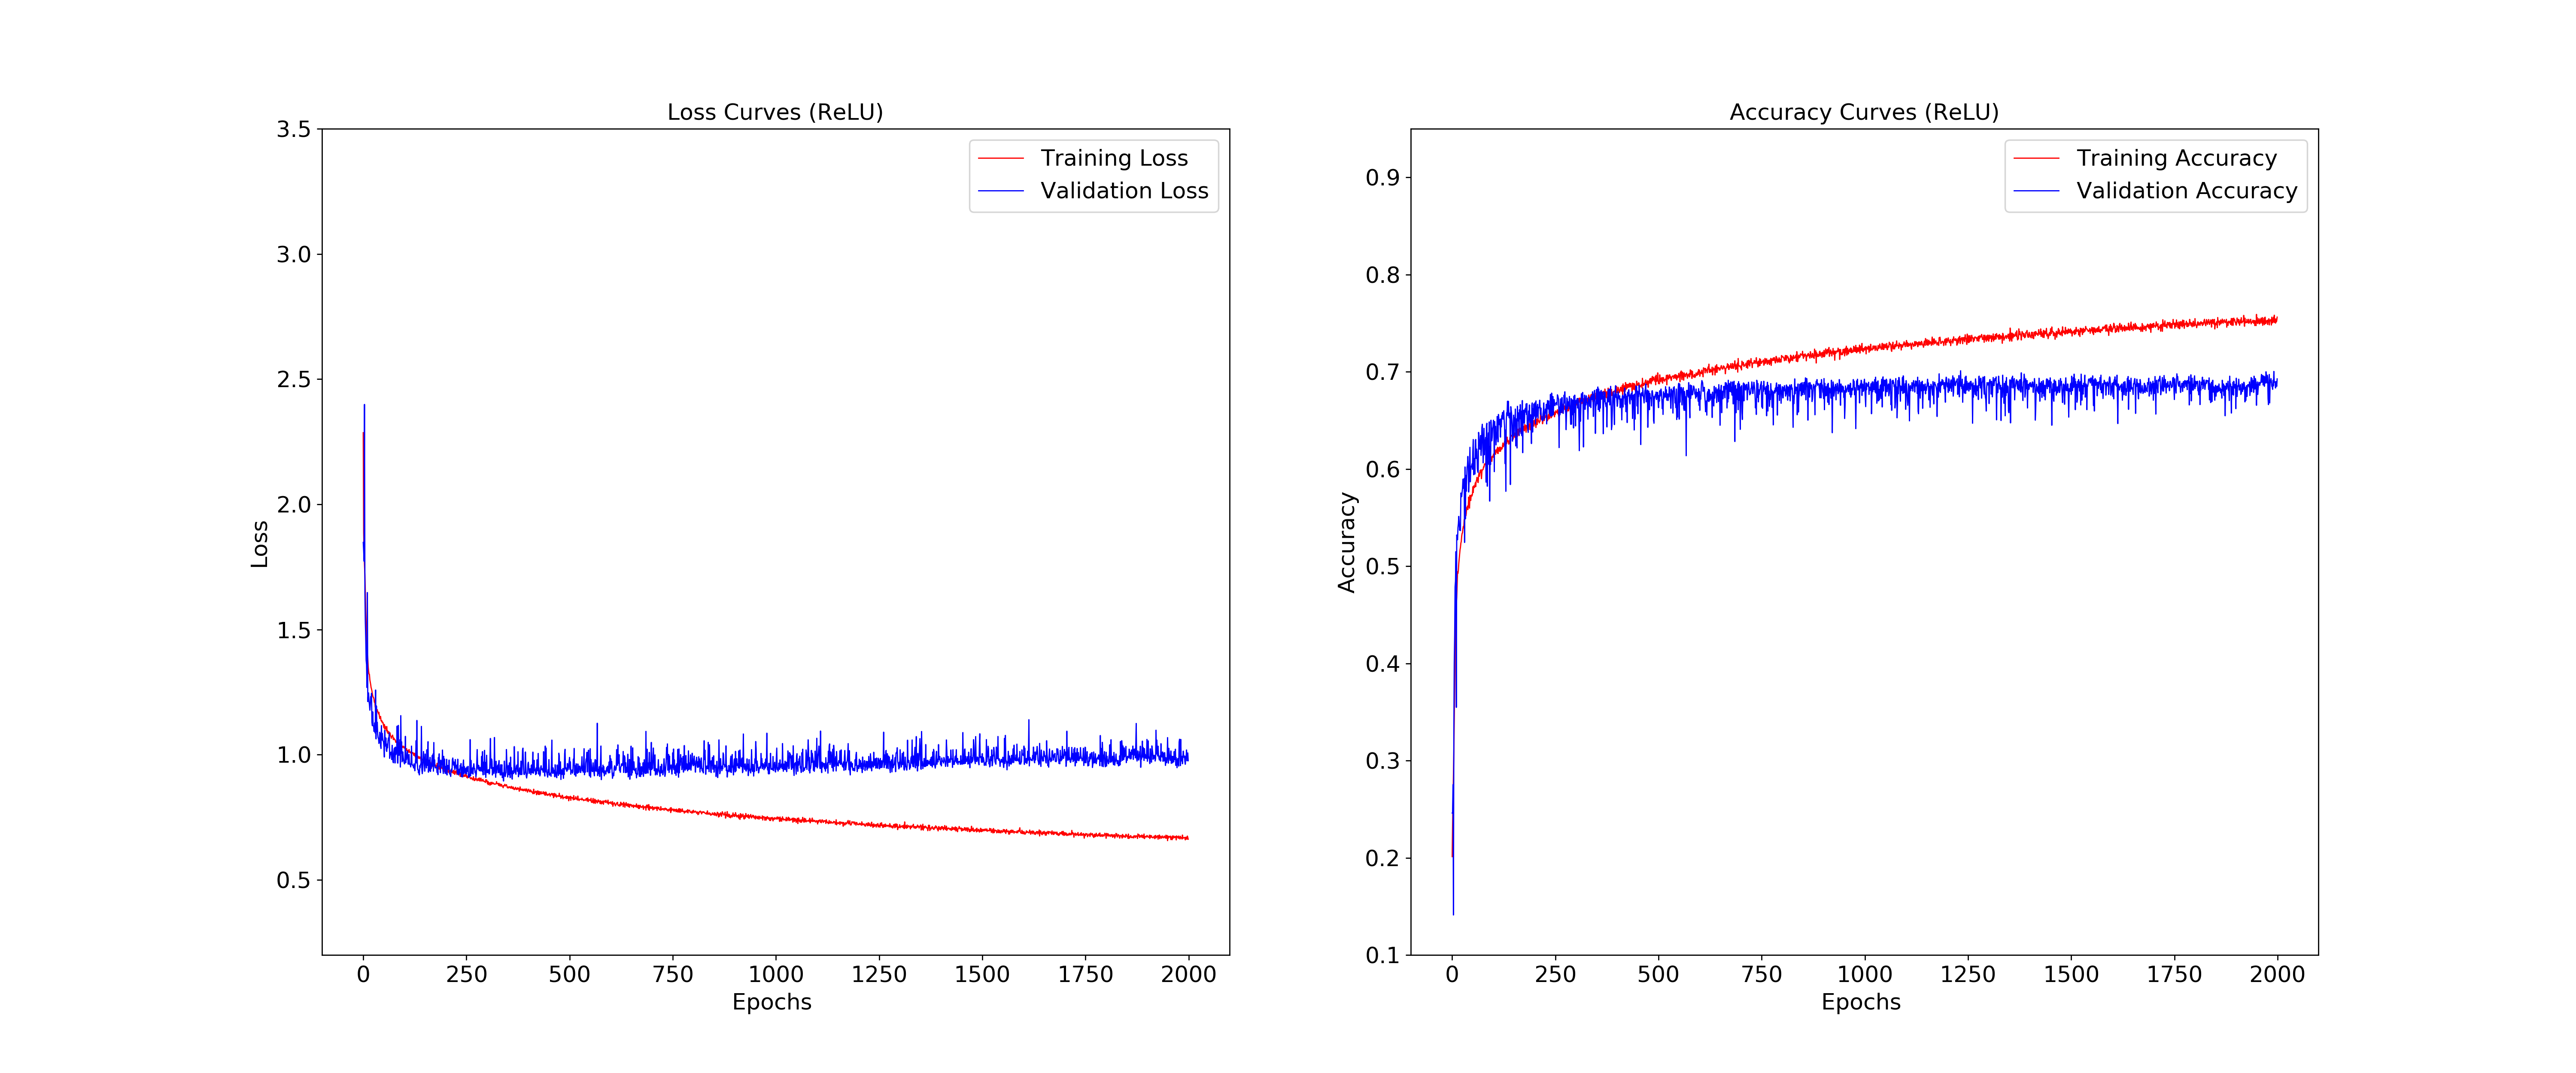 Loss Curves (ReLU)
3.5
3.0
2.5
2.0
1.5
1.0
0.5
Loss
Training Loss
Validation Loss
0 250 500 750 1000 1250 1500 1750 2000
Epochs
Accuracy Curves (ReLU)
0.9
0.8
0.7
0.6
0.5
0.4
0.3
0.2
0.1
Accuracy
Training Accuracy
Validation Accuracy
0 250 500 750 1000 1250 1500 1750 2000
Epochs